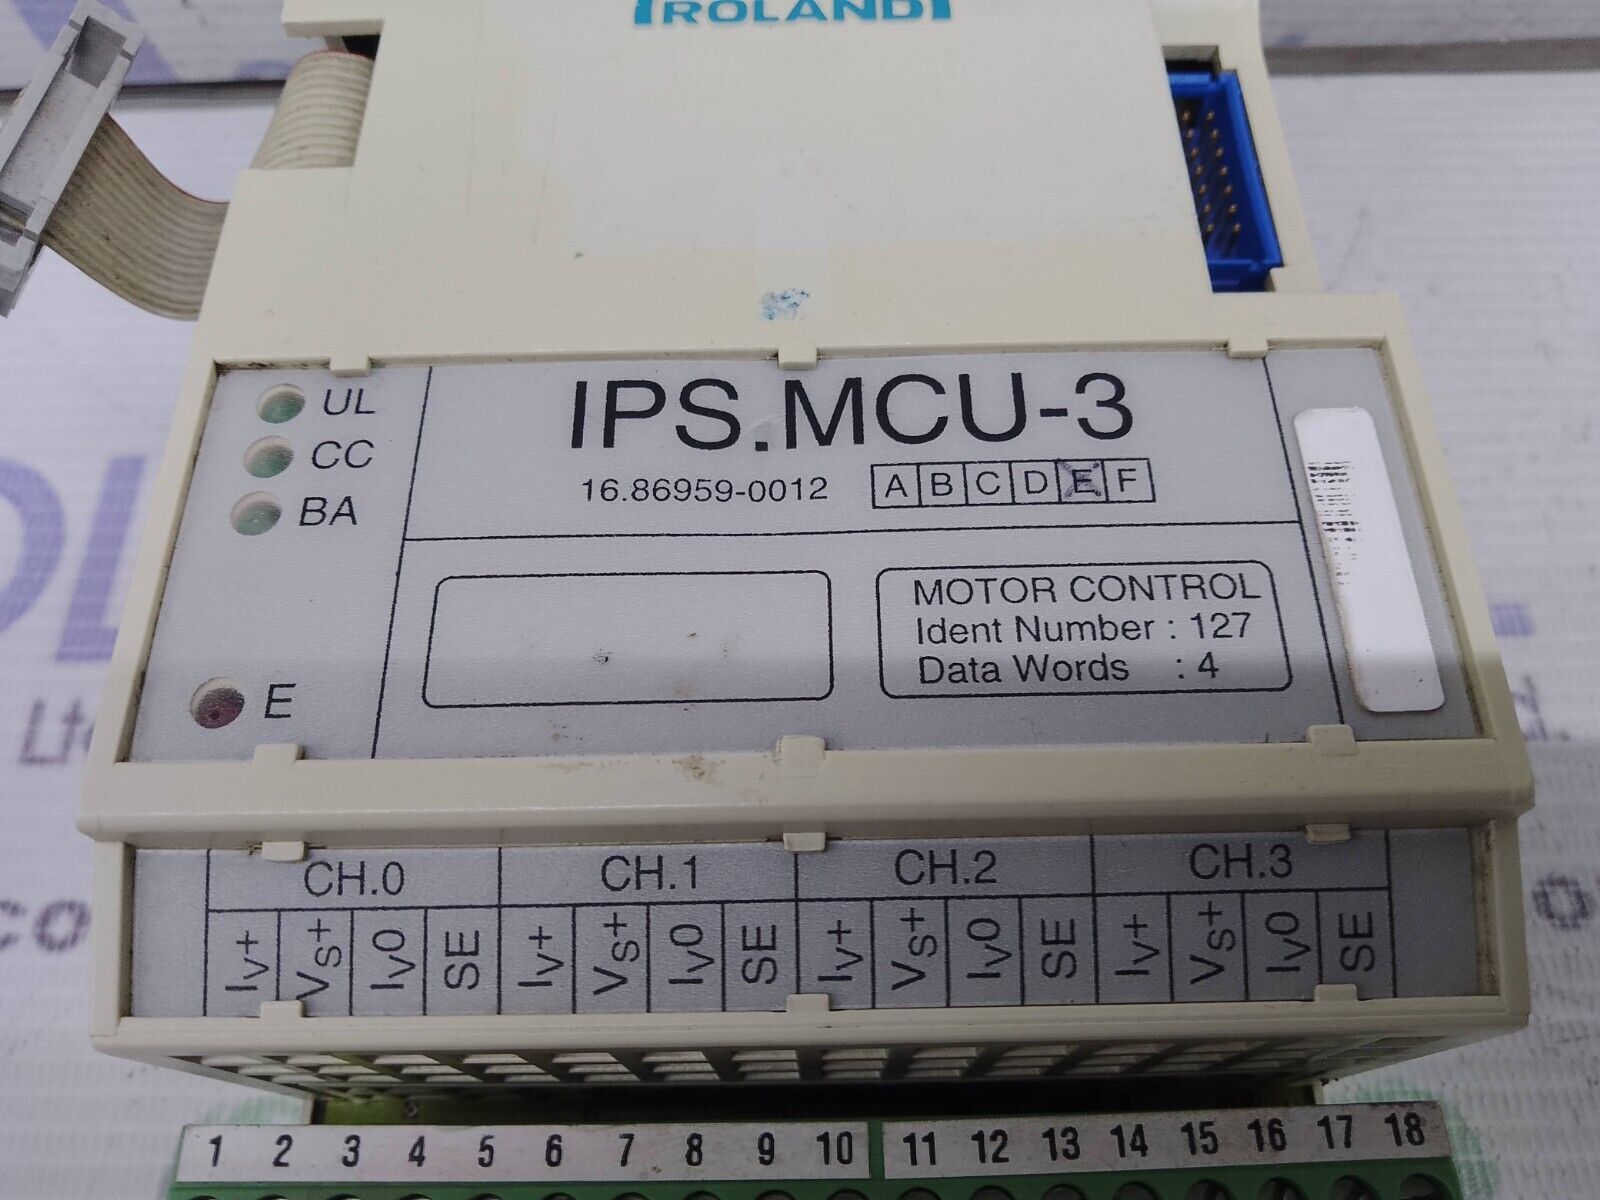 ROLAND
UL
CC
BA
E
IPS.MCU-3
16.86959-0012 A B C D E F
MOTOR CONTROL
Ident Number : 127
Data Words : 4
CH.0 CH.1 CH.2 CH.3
Iv+ Vs+ Iv0 SE Iv+ Vs+ Iv0 SE Iv+ Vs+ Iv0 SE Iv+ Vs+ Iv0 SE
1 2 3 4 5 6 7 8 9 10 11 12 13 14 15 16 17 18